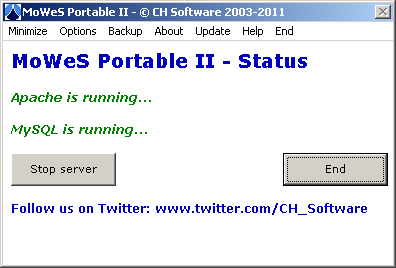 MoWeS Portable II - © CH Software 2003-2011
Minimize Options Backup About Update Help End
MoWeS Portable II - Status
Apache is running...
MySQL is running...
Stop server End
Follow us on Twitter: www.twitter.com/CH_Software